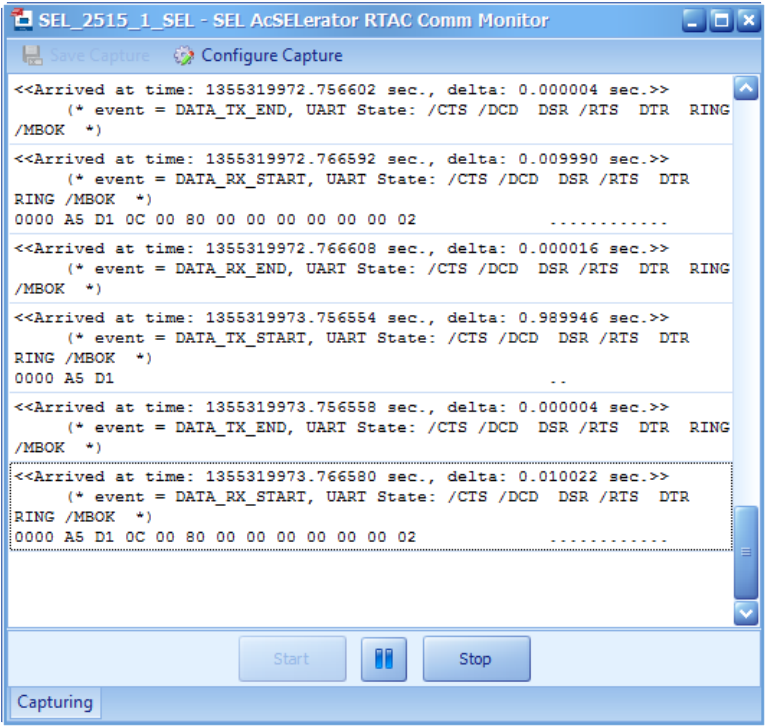 SEL_2515_1_SEL - SEL AcSELerator RTAC Comm Monitor
Save Capture Configure Capture
<<Arrived at time: 1355319972.756602 sec., delta: 0.000004 sec.>>
(* event = DATA_TX_END, UART State: /CTS /DCD DSR /RTS DTR RING
/MBOK *)
<<Arrived at time: 1355319972.766592 sec., delta: 0.009990 sec.>>
(* event = DATA_RX_START, UART State: /CTS /DCD DSR /RTS DTR
RING /MBOK *)
0000 A5 D1 0C 00 80 00 00 00 00 00 00 02 ............
<<Arrived at time: 1355319972.766608 sec., delta: 0.000016 sec.>>
(* event = DATA_RX_END, UART State: /CTS /DCD DSR /RTS DTR RING
/MBOK *)
<<Arrived at time: 1355319973.756554 sec., delta: 0.989946 sec.>>
(* event = DATA_TX_START, UART State: /CTS /DCD DSR /RTS DTR
RING /MBOK *)
0000 A5 D1 ..
<<Arrived at time: 1355319973.756558 sec., delta: 0.000004 sec.>>
(* event = DATA_TX_END, UART State: /CTS /DCD DSR /RTS DTR RING
/MBOK *)
<<Arrived at time: 1355319973.766580 sec., delta: 0.010022 sec.>>
(* event = DATA_RX_START, UART State: /CTS /DCD DSR /RTS DTR
RING /MBOK *)
0000 A5 D1 0C 00 80 00 00 00 00 00 00 02 ............
Start Stop
Capturing